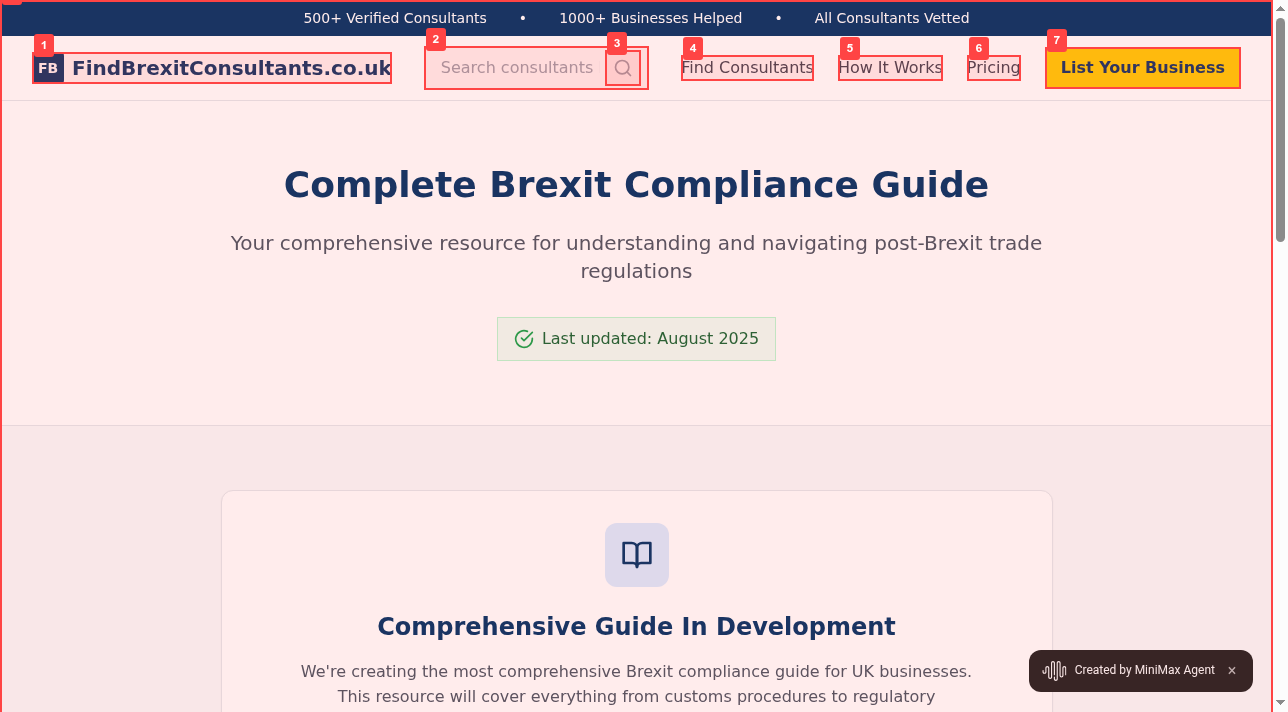 500+ Verified Consultants • 1000+ Businesses Helped • All Consultants Vetted
1
2
3
4
5
6
7
FB FindBrexitConsultants.co.uk
Search consultants
Find Consultants
How It Works
Pricing
List Your Business
Complete Brexit Compliance Guide
Your comprehensive resource for understanding and navigating post-Brexit trade
regulations
Last updated: August 2025
Comprehensive Guide In Development
We're creating the most comprehensive Brexit compliance guide for UK businesses.
This resource will cover everything from customs procedures to regulatory
Created by MiniMax Agent ×